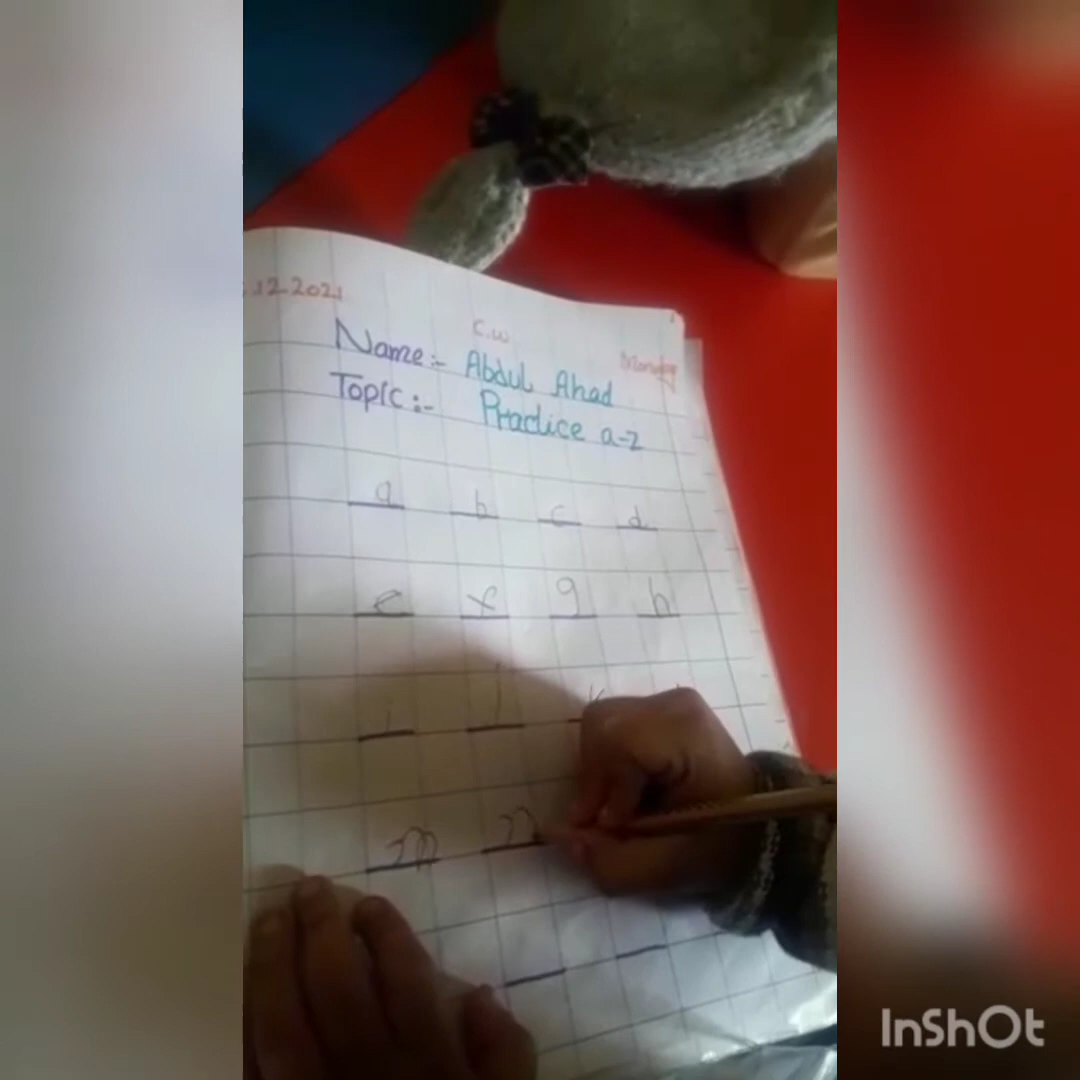 .12.2021
C.W
Monday
Name:- Abdul Ahad
Topic:- Practice a-z
a b c d
e f g h
i j k
m n
InShOt